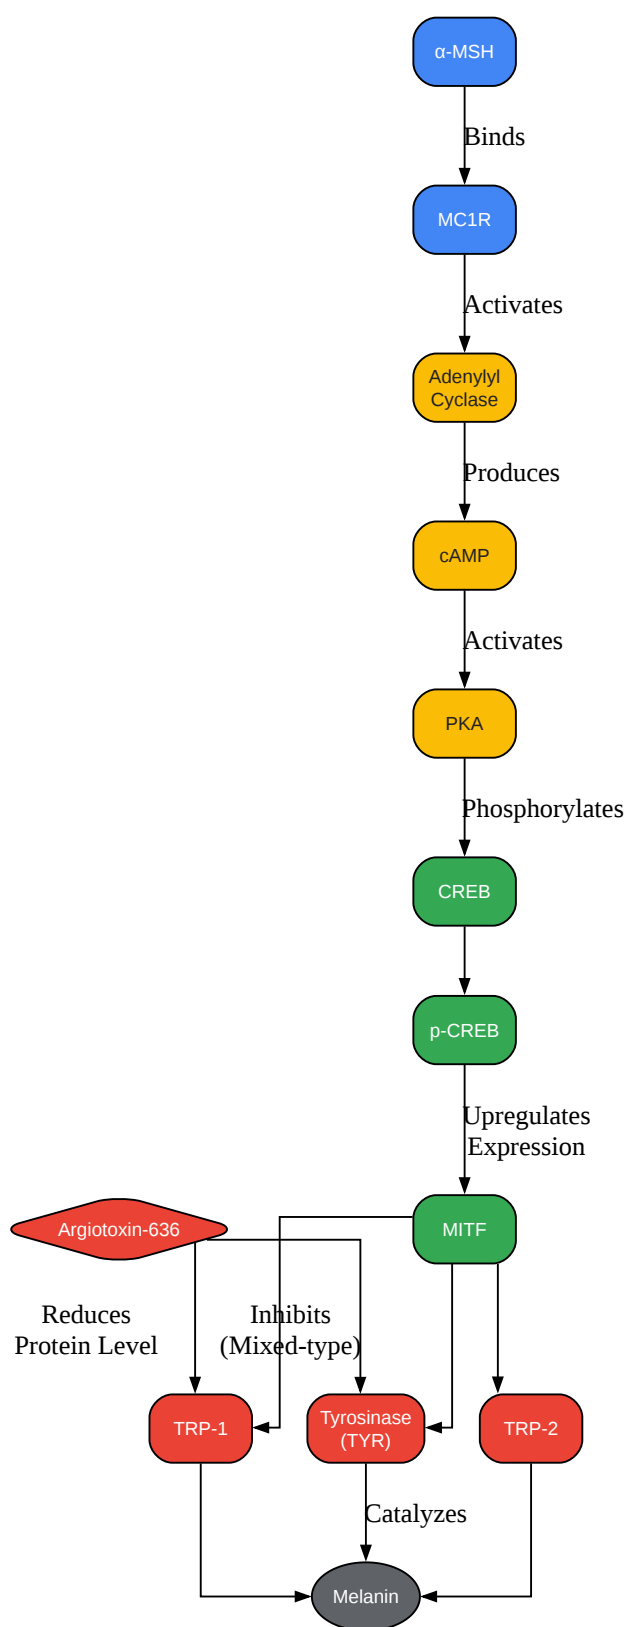 α-MSH
Binds
MC1R
Activates
Adenylyl
Cyclase
Produces
cAMP
Activates
PKA
Phosphorylates
CREB
p-CREB
Upregulates
Expression
Argiotoxin-636
MITF
Reduces
Protein Level
Inhibits
(Mixed-type)
TRP-1
Tyrosinase
(TYR)
TRP-2
Catalyzes
Melanin